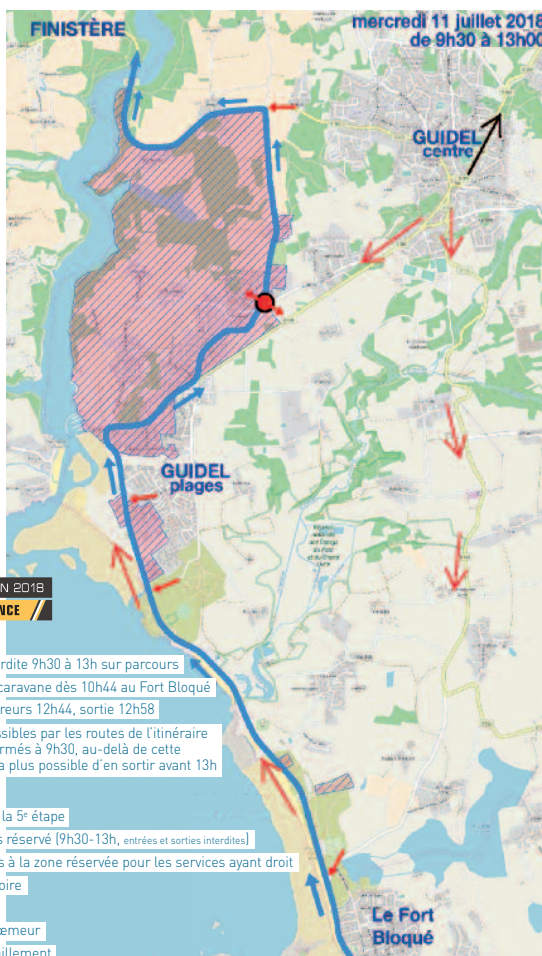 FINISTÈRE
mercredi 11 juillet 2018
de 9h30 à 13h00
GUIDEL
centre
GUIDEL
plages
N 2018
NCE
rdite 9h30 à 13h sur parcours
caravane dès 10h44 au Fort Bloqué
reurs 12h44, sortie 12h58
ssibles par les routes de l'itinéraire
ermés à 9h30, au-delà de cette
a plus possible d'en sortir avant 13h
la 5e étape
s réservé (9h30-13h, entrées et sorties interdites)
s à la zone réservée pour les services ayant droit
oire
œmeur
illement
Le Fort
Bloqué